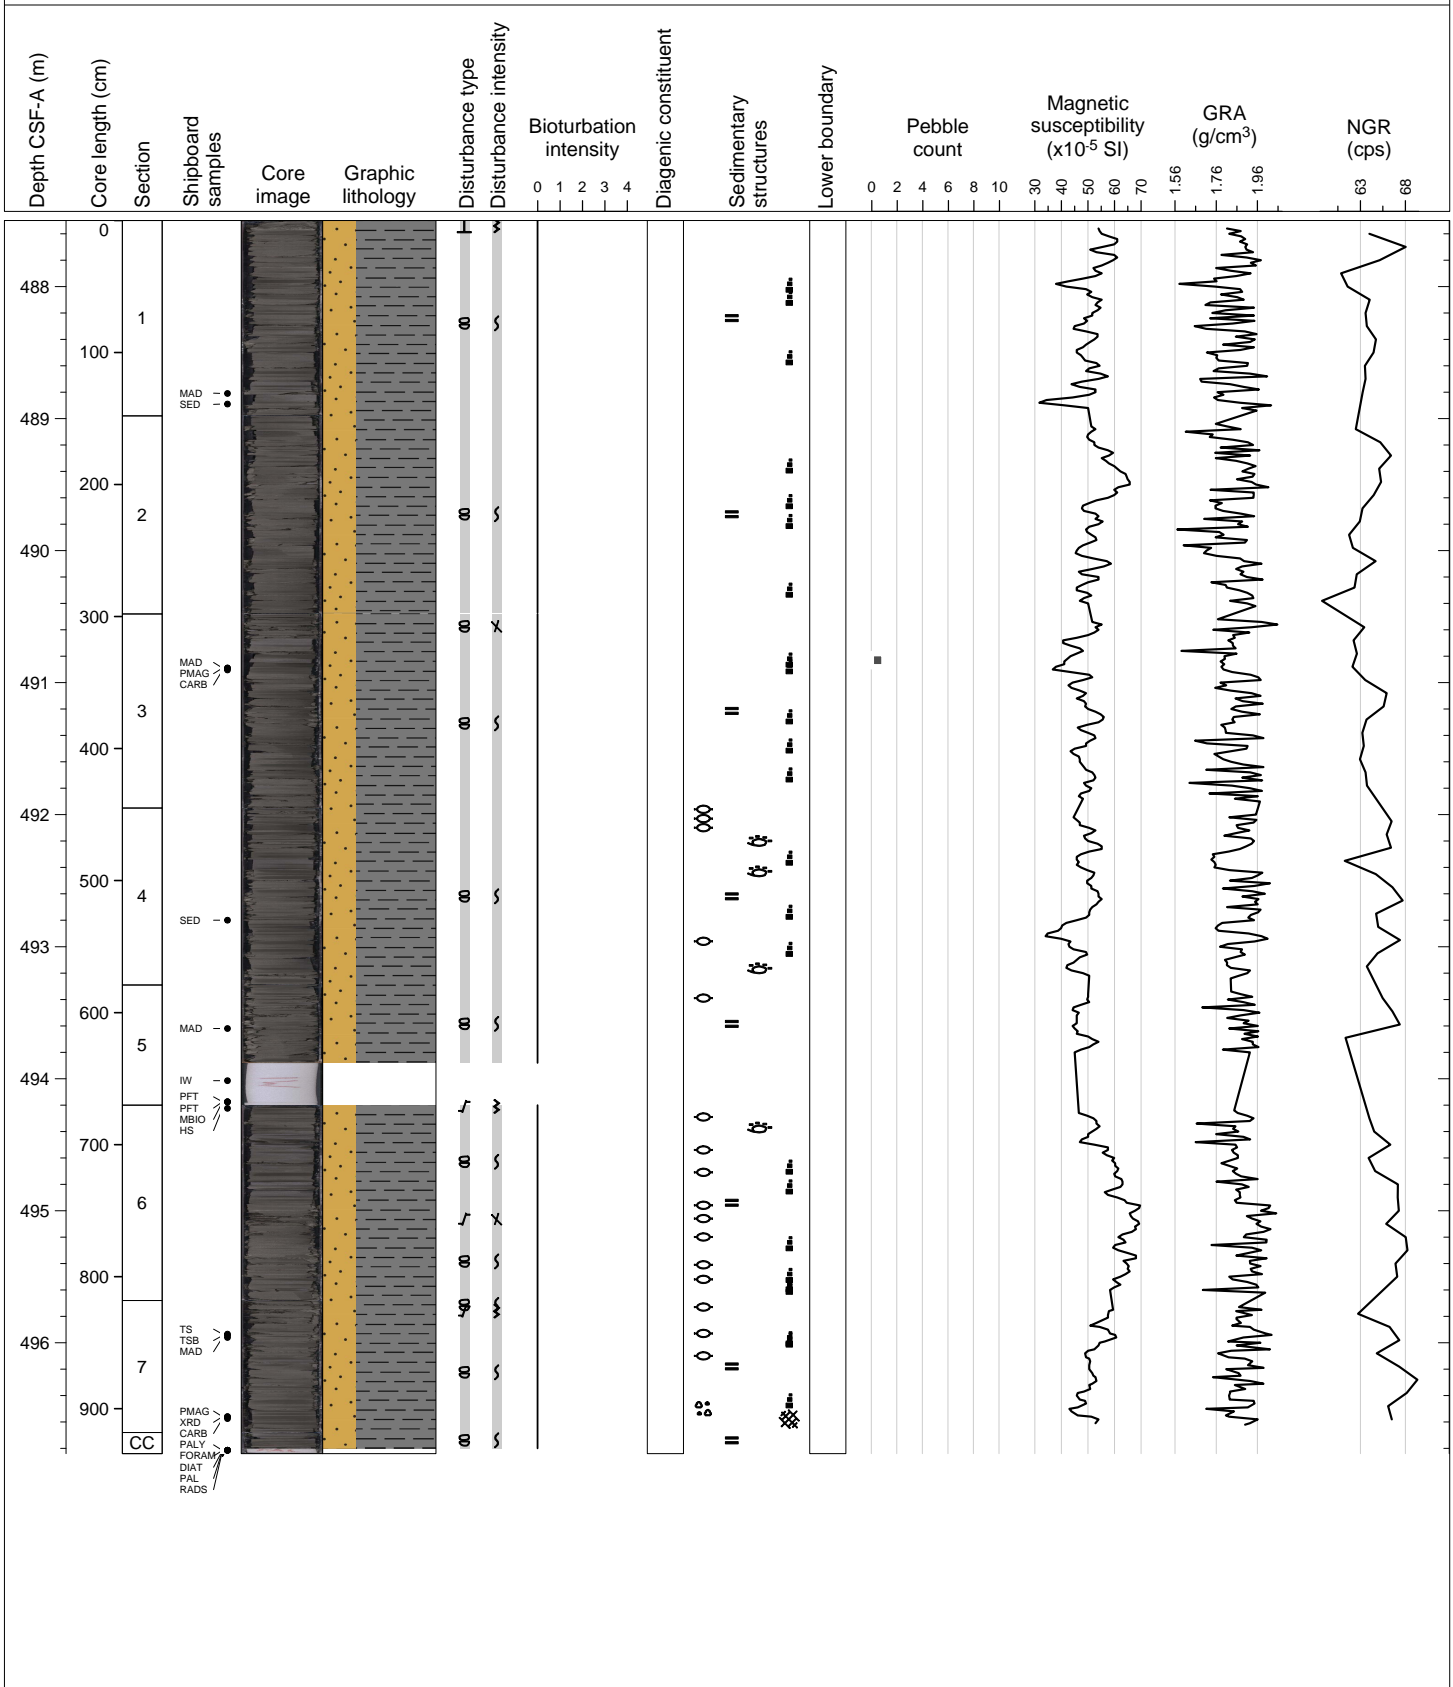 Depth CSF-A (m)
Core length (cm)
Section
Shipboard
samples
Core
image
Graphic
lithology
Disturbance type
Disturbance intensity
Bioturbation
intensity
0 1 2 3 4
Diagenic constituent
Sedimentary
structures
Lower boundary
Pebble
count
0 2 4 6 8 10
Magnetic
susceptibility
(x10-5 SI)
30 40 50 60 70
GRA
(g/cm3)
1.56 1.76 1.96
NGR
(cps)
63 68
0
488
1
100
MAD
SED
489
200
2
490
300
MAD
PMAG
CARB
491
3
400
492
500
4
SED
493
600
MAD
5
494
IW
PFT
PFT
MBIO
HS
700
6
495
800
TS
TSB
MAD
496
7
900
PMAG
XRD
CARB
CC
PALY
FORAM
DIAT
PAL
RADS